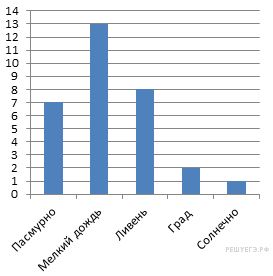 14
13
12
11
10
9
8
7
6
5
4
3
2
1
0
Пасмурно
Мелкий дождь
Ливень
Град
Солнечно
РЕШУЕГЭ.РФ